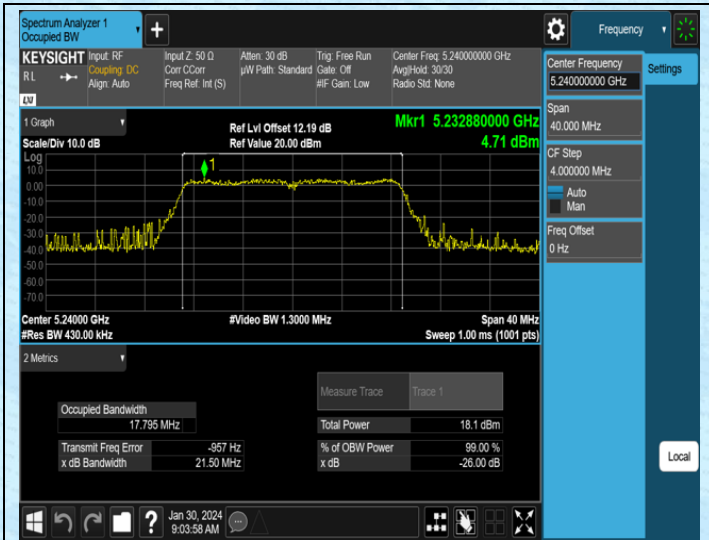 Spectrum Analyzer 1
Occupied BW
Frequency
KEYSIGHT
R L
LXI
Input: RF
Coupling: DC
Align: Auto
Input Z: 50 Ω
Corr CCorr
Freq Ref: Int (S)
Atten: 30 dB
µW Path: Standard
Trig: Free Run
Gate: Off
#IF Gain: Low
Center Freq: 5.240000000 GHz
Avg|Hold: 30/30
Radio Std: None
Center Frequency
5.240000000 GHz
Settings
Span
40.000 MHz
CF Step
4.000000 MHz
Auto
Man
Freq Offset
0 Hz
Local
1 Graph
Scale/Div 10.0 dB
Ref Lvl Offset 12.19 dB
Ref Value 20.00 dBm
Mkr1 5.232880000 GHz
4.71 dBm
Log
10.0
0.00
-10.0
-20.0
-30.0
-40.0
-50.0
-60.0
-70.0
1
Center 5.24000 GHz
#Res BW 430.00 kHz
#Video BW 1.3000 MHz
Span 40 MHz
Sweep 1.00 ms (1001 pts)
2 Metrics
Measure Trace Trace 1
Occupied Bandwidth
17.795 MHz
Total Power 18.1 dBm
Transmit Freq Error -957 Hz
% of OBW Power 99.00 %
x dB Bandwidth 21.50 MHz
x dB -26.00 dB
?
Jan 30, 2024
9:03:58 AM